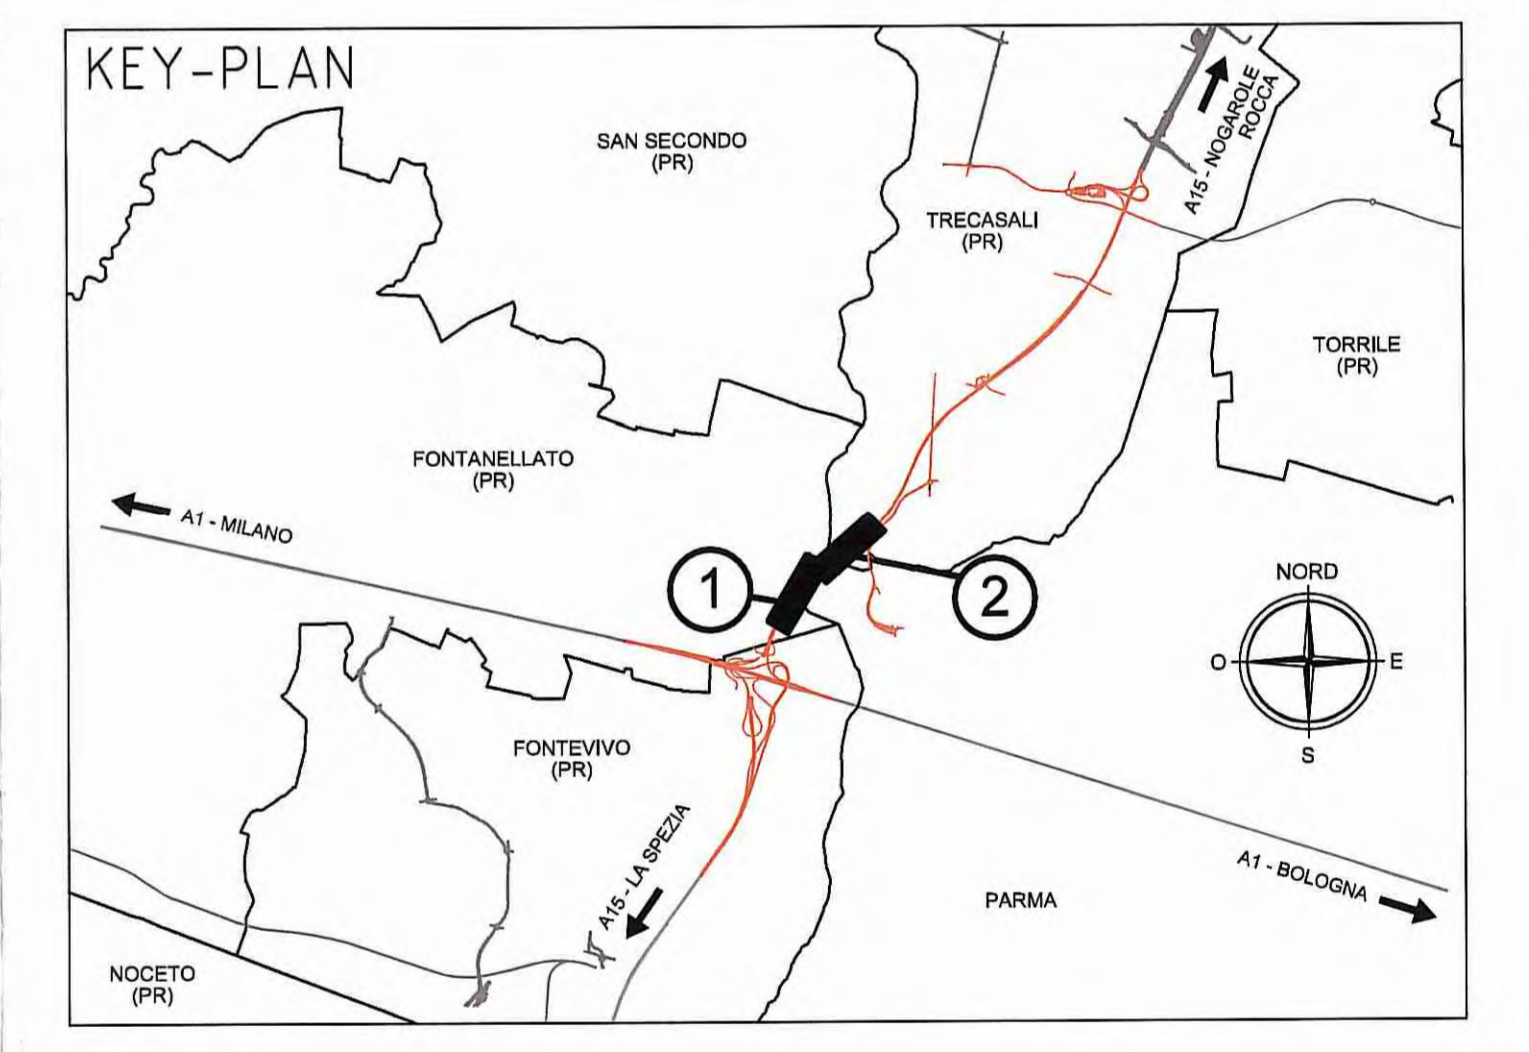 KEY-PLAN
SAN SECONDO
(PR)
A15 - NOGAROLE
ROCCA
TRECASALI
(PR)
TORRILE
(PR)
FONTANELLATO
(PR)
A1 - MILANO
1
2
NORD
O
E
S
FONTEVIVO
(PR)
A15 - LA SPEZIA
A1 - BOLOGNA
PARMA
NOCETO
(PR)